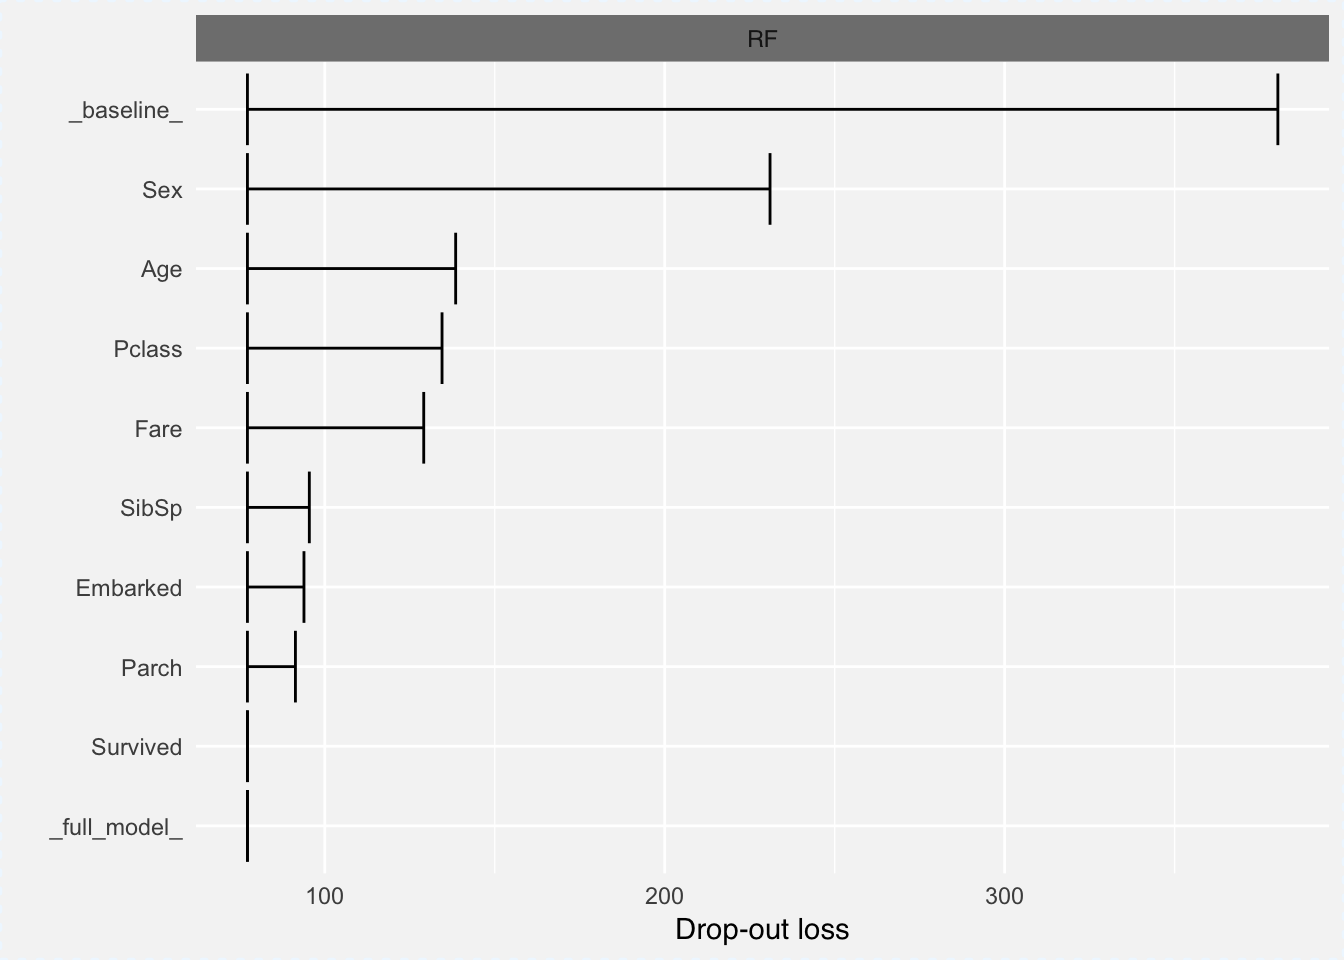 RF
_baseline_
Sex
Age
Pclass
Fare
SibSp
Embarked
Parch
Survived
_full_model_
100 200 300
Drop-out loss